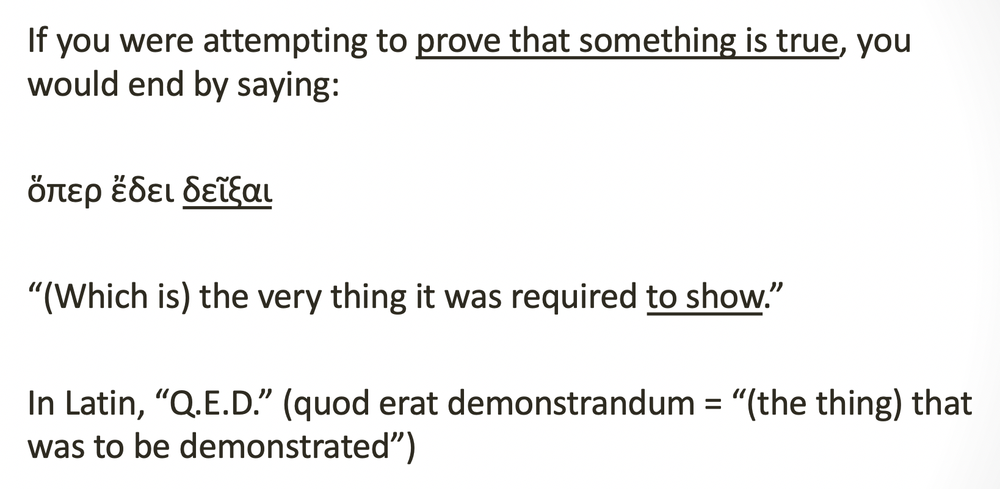 If you were attempting to prove that something is true, you
would end by saying:
ὅπερ ἔδει δεῖξαι
“(Which is) the very thing it was required to show.”
In Latin, “Q.E.D.” (quod erat demonstrandum = “(the thing) that
was to be demonstrated”)